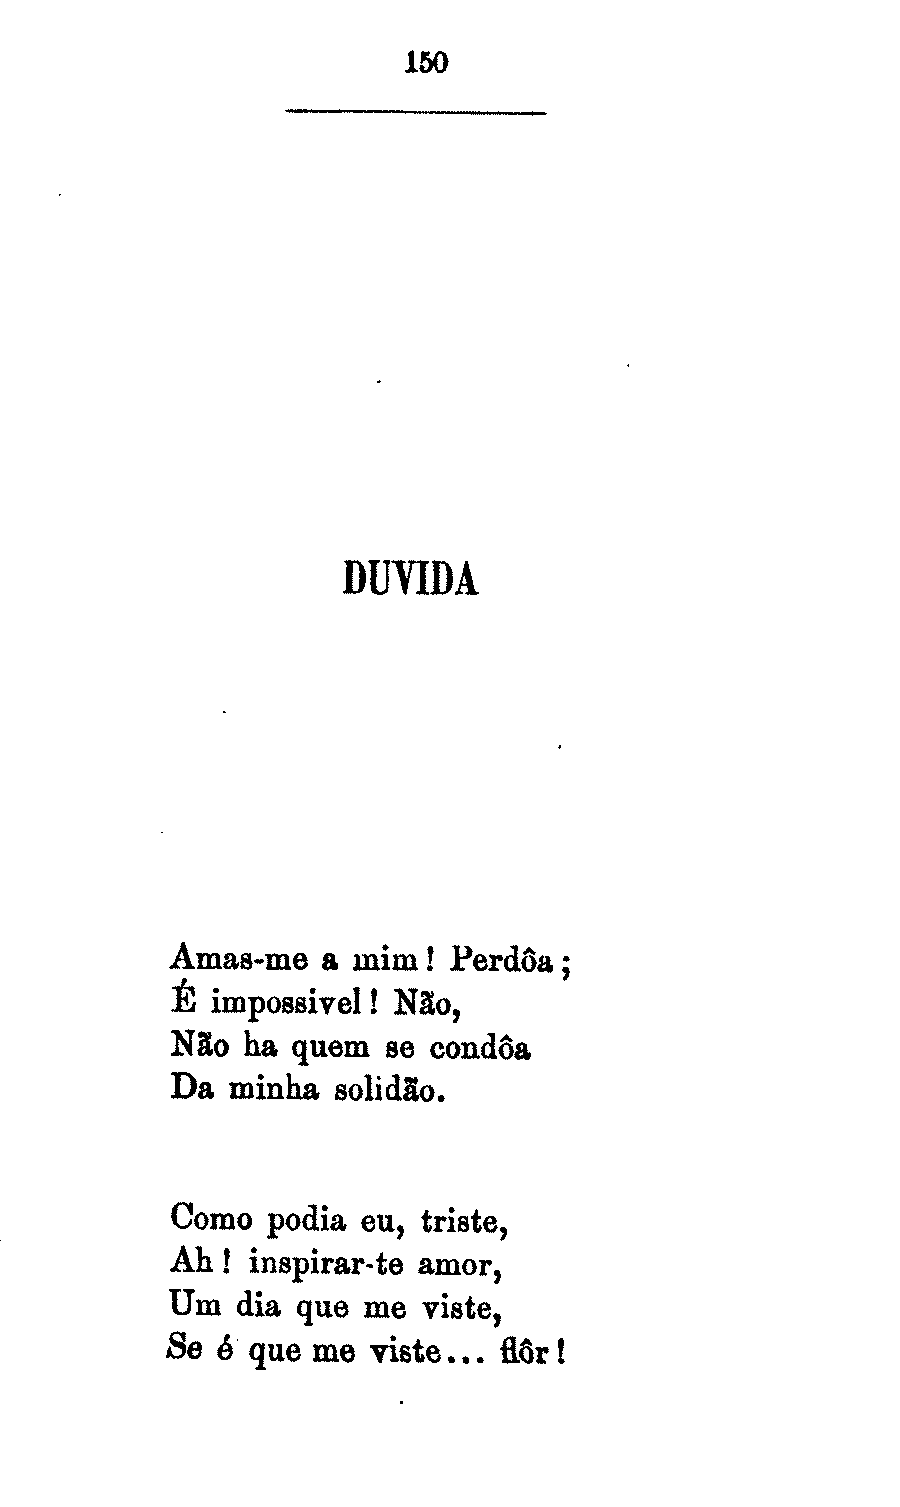 150
DUVIDA
Amas-me a mim! Perdôa;
É impossivel! Não,
Não ha quem se condôa
Da minha solidão.
Como podia eu, triste,
Ah! inspirar-te amor,
Um dia que me viste,
Se é que me viste... flôr!